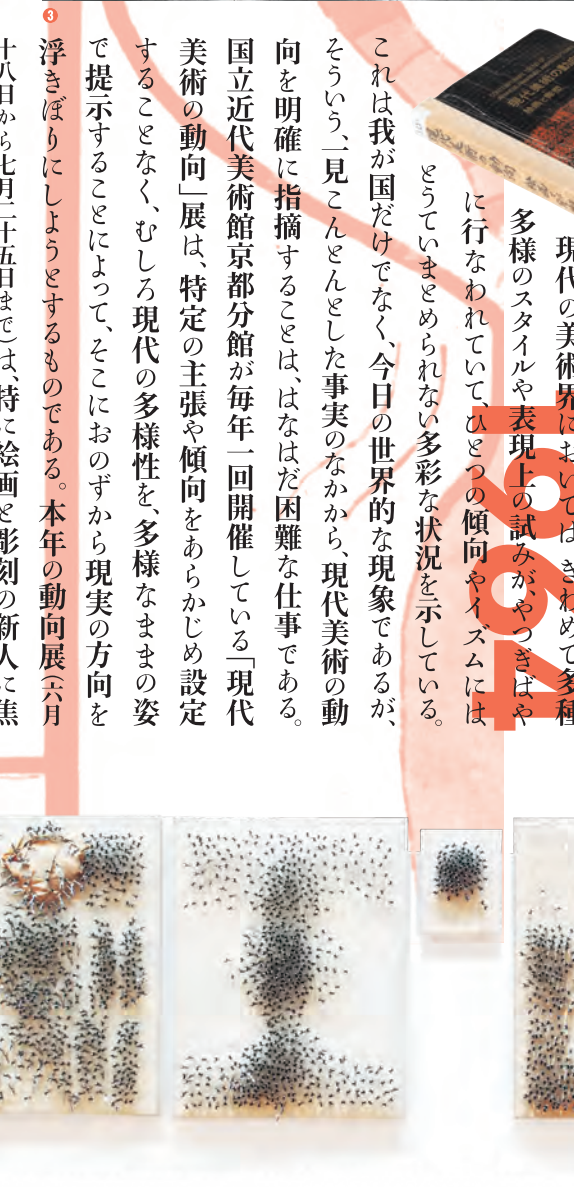 現代の美術界においては、きわめて多種
多様のスタイルや表現上の試みが、やつぎばや
に行なわれていて、ひとつの傾向やイズムには
とうていまとめられない多彩な状況を示している。
これは我が国だけでなく、今日の世界的な現象であるが、
そういう、一見こんとんとした事実のなかから、現代美術の動
向を明確に指摘することは、はなはだ困難な仕事である。
国立近代美術館京都分館が毎年一回開催している「現代
美術の動向」展は、特定の主張や傾向をあらかじめ設定
することなく、むしろ現代の多様性を、多様なままの姿
で提示することによって、そこにおのずから現実の方向を
浮きぼりにしようとするものである。本年の動向展(六月
十八日から七月二十五日まで)は、特に絵画と彫刻の新人に焦
1964
3